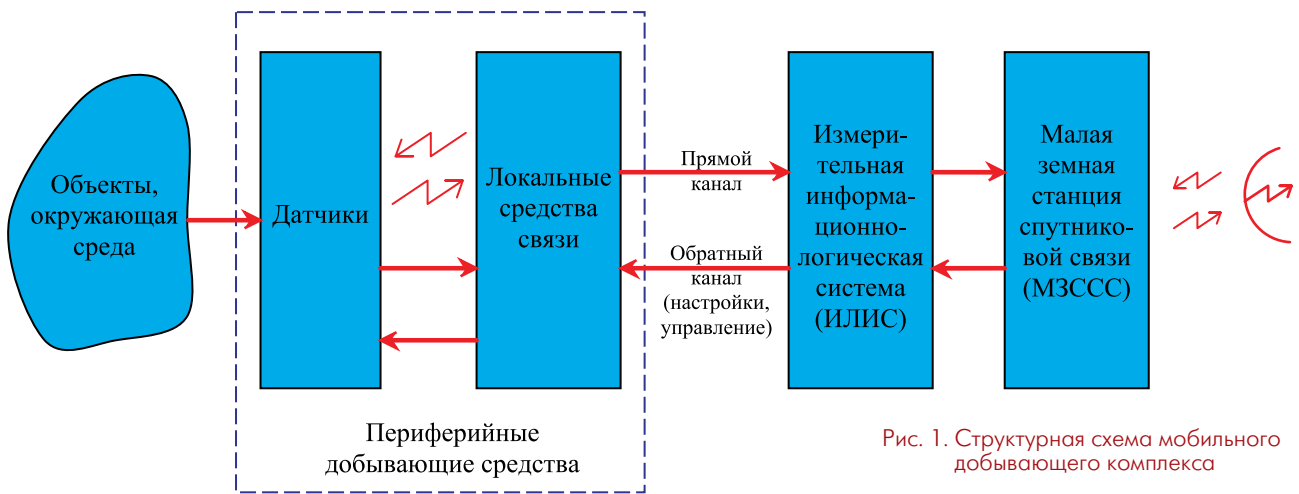 Объекты,
окружающая
среда
Датчики
Локальные
средства
связи
Периферийные
добывающие средства
Прямой
канал
Обратный
канал
(настройки,
управление)
Измери-
тельная
информа-
ционно-
логическая
система
(ИЛИС)
Малая
земная
станция
спутнико-
вой связи
(МЗССС)
Рис. 1. Структурная схема мобильного
добывающего комплекса